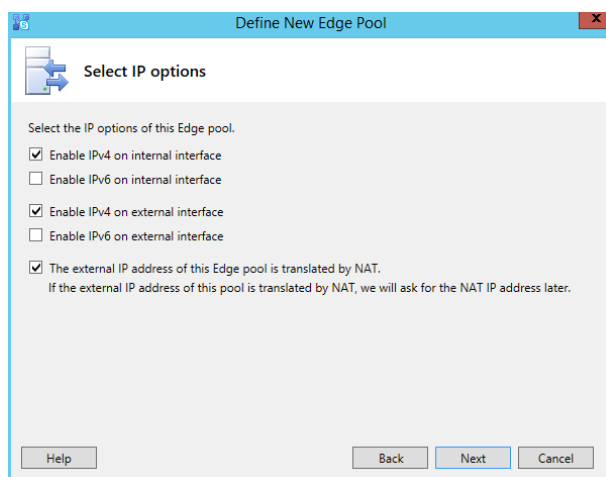 Define New Edge Pool
X
Select IP options
Select the IP options of this Edge pool.
Enable IPv4 on internal interface
Enable IPv6 on internal interface
Enable IPv4 on external interface
Enable IPv6 on external interface
The external IP address of this Edge pool is translated by NAT.
If the external IP address of this pool is translated by NAT, we will ask for the NAT IP address later.
Help Back Next Cancel